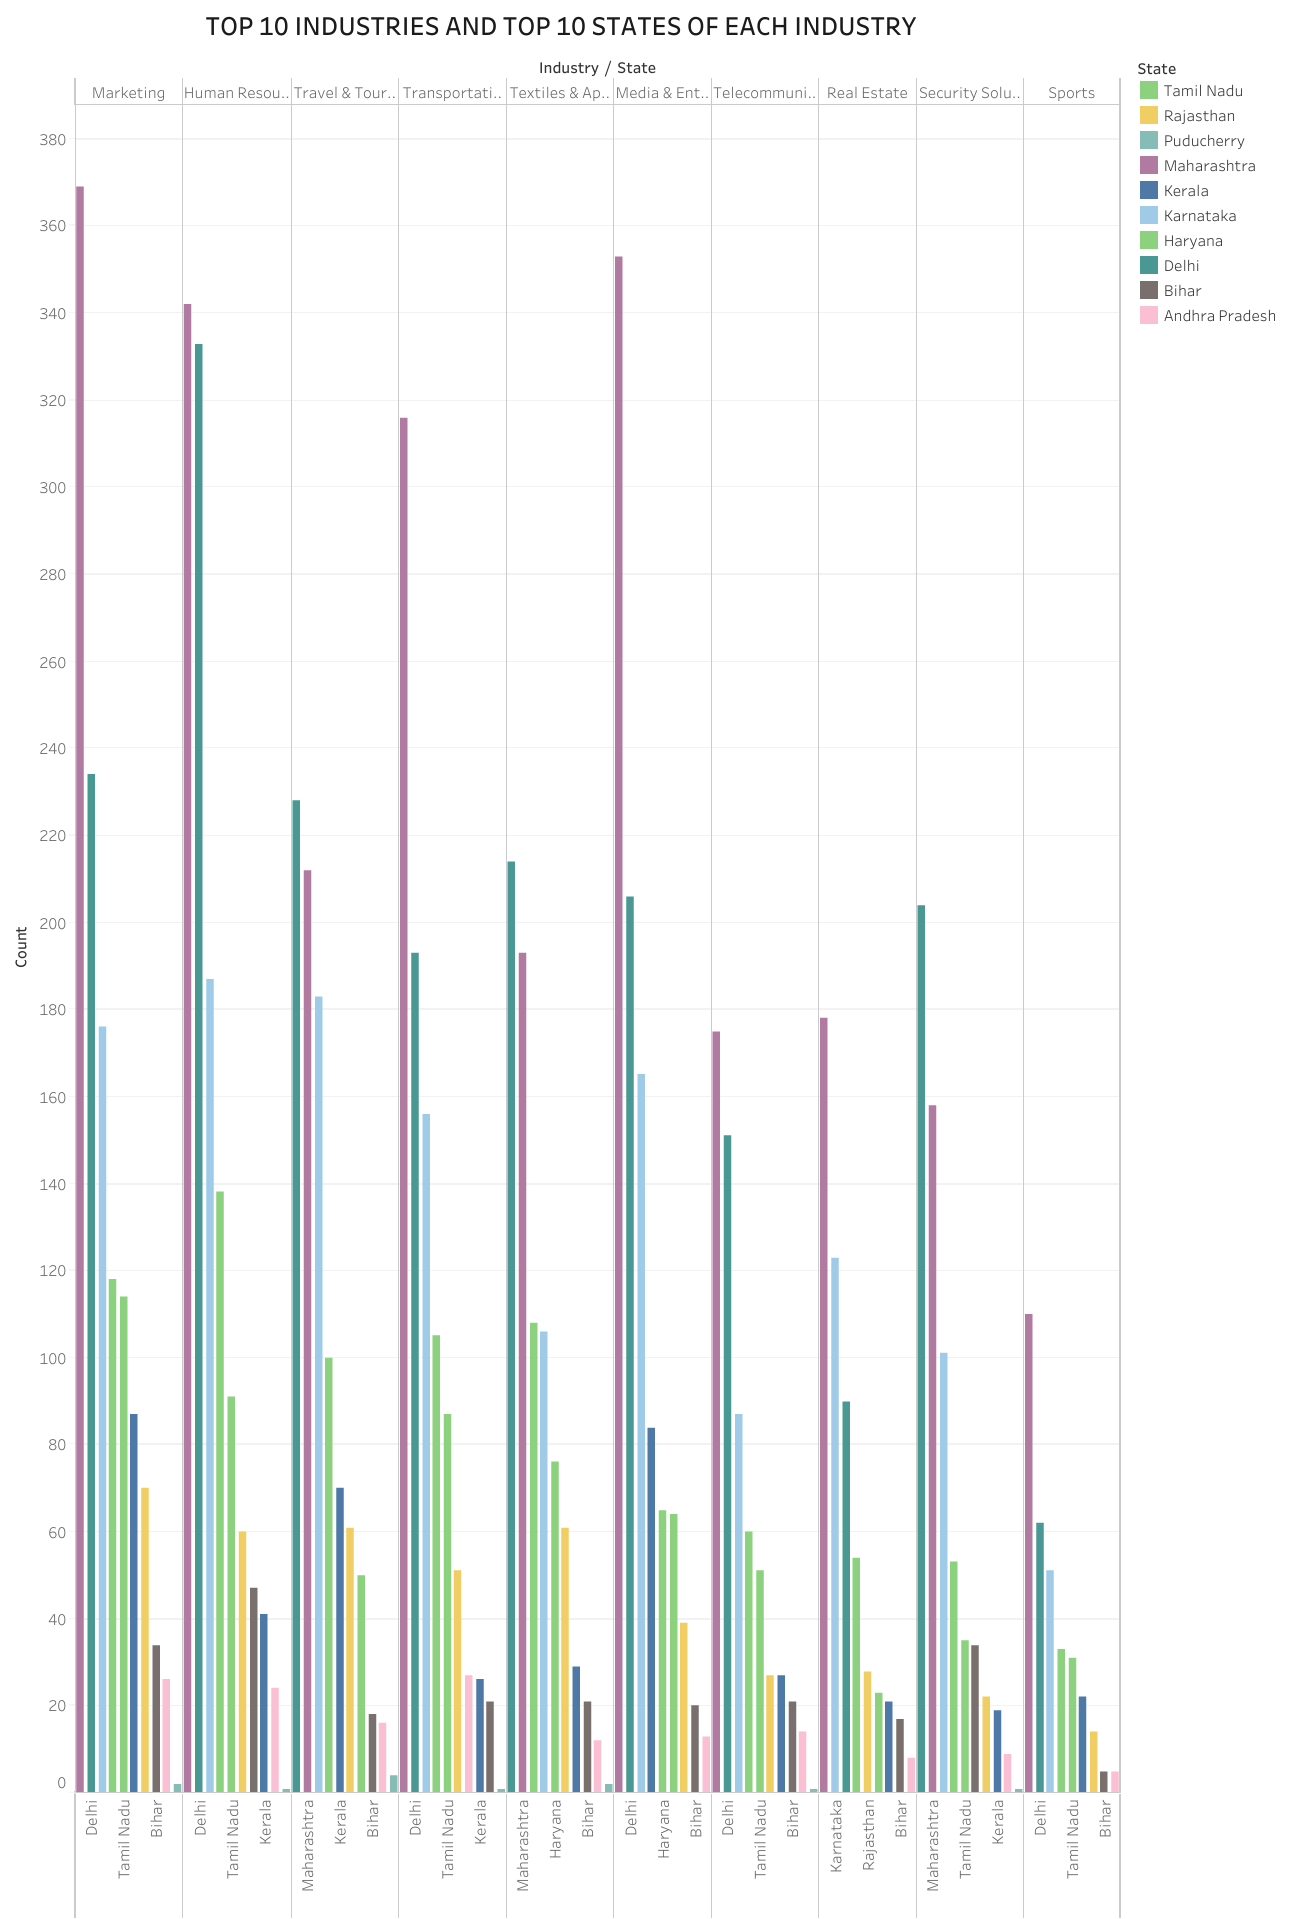 TOP 10 INDUSTRIES AND TOP 10 STATES OF EACH INDUSTRY
Industry / State
Marketing Human Resou.. Travel & Tour.. Transportati.. Textiles & Ap.. Media & Ent.. Telecommuni.. Real Estate Security Solu.. Sports
State
Tamil Nadu
Rajasthan
Puducherry
Maharashtra
Kerala
Karnataka
Haryana
Delhi
Bihar
Andhra Pradesh
380
360
340
320
300
280
260
240
220
200
180
160
140
120
100
80
60
40
20
0
Count
Delhi
Tamil Nadu
Bihar
Delhi
Tamil Nadu
Kerala
Maharashtra
Kerala
Bihar
Delhi
Tamil Nadu
Kerala
Maharashtra
Haryana
Bihar
Delhi
Haryana
Bihar
Delhi
Tamil Nadu
Bihar
Karnataka
Rajasthan
Bihar
Maharashtra
Tamil Nadu
Kerala
Delhi
Tamil Nadu
Bihar